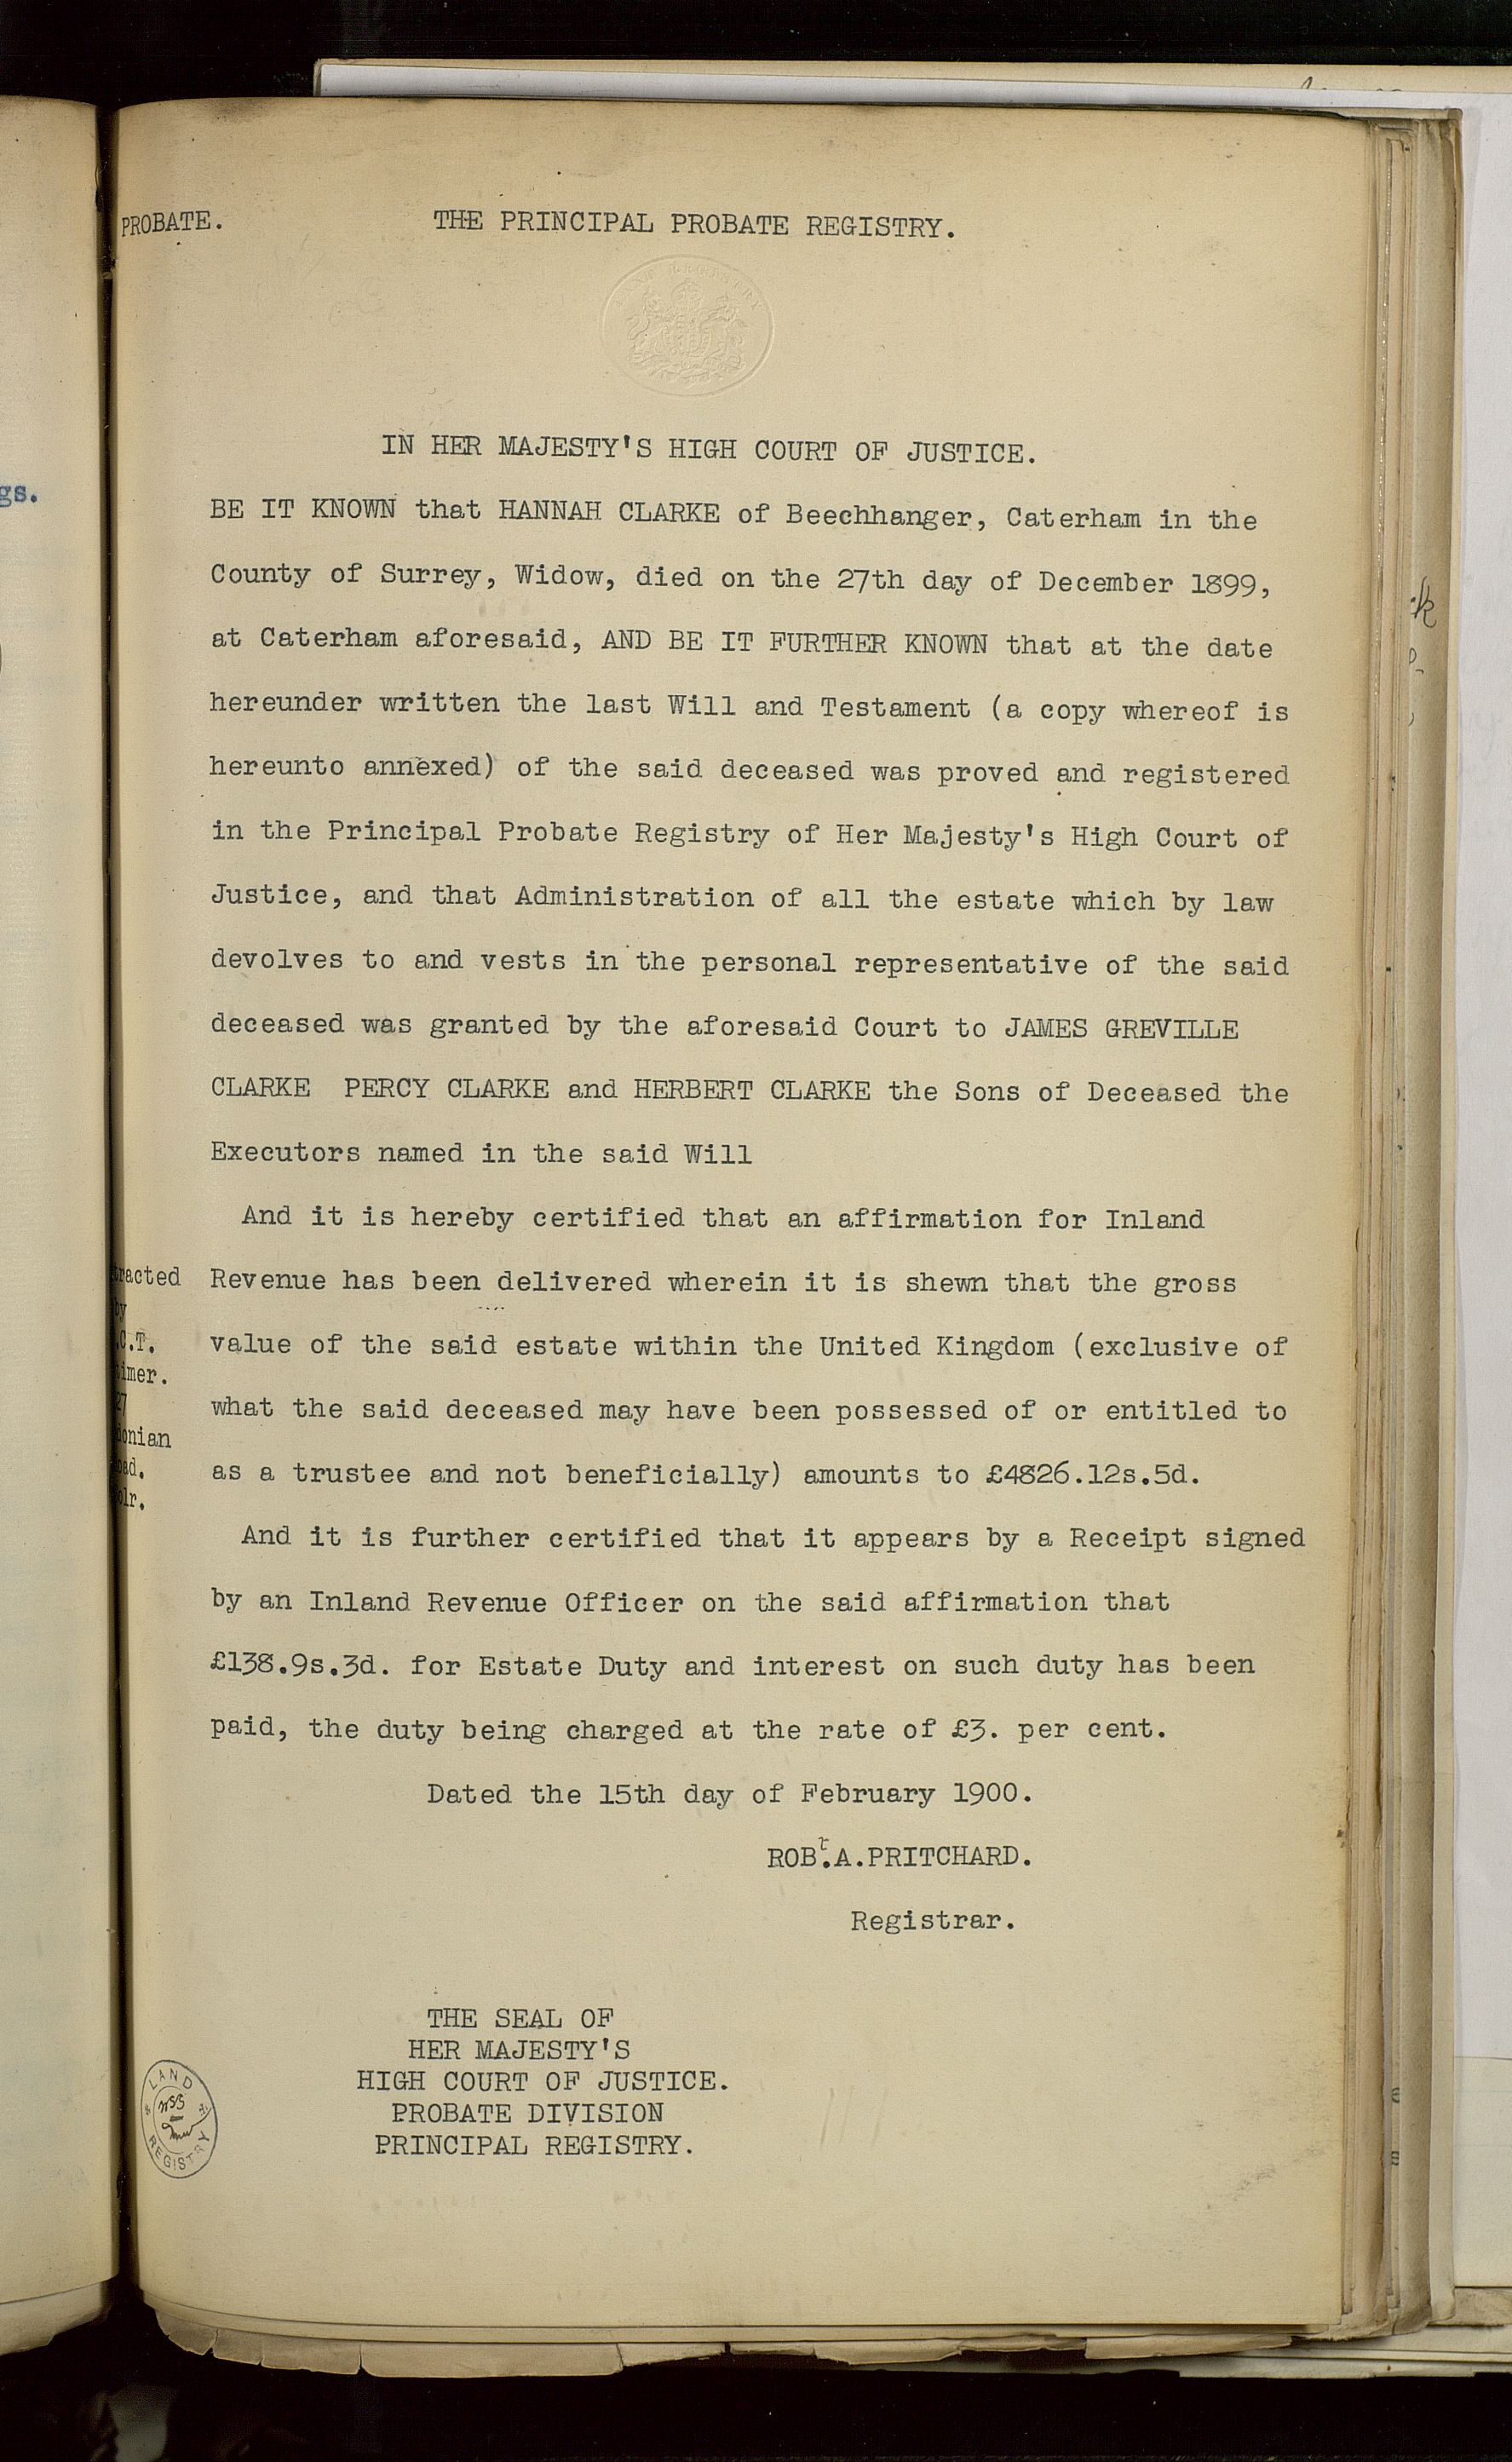 PROBATE. THE PRINCIPAL PROBATE REGISTRY.
IN HER MAJESTY'S HIGH COURT OF JUSTICE.
BE IT KNOWN that HANNAH CLARKE of Beechhanger, Caterham in the
County of Surrey, Widow, died on the 27th day of December 1899,
at Caterham aforesaid, AND BE IT FURTHER KNOWN that at the date
hereunder written the last Will and Testament (a copy whereof is
hereunto annexed) of the said deceased was proved and registered
in the Principal Probate Registry of Her Majesty's High Court of
Justice, and that Administration of all the estate which by law
devolves to and vests in the personal representative of the said
deceased was granted by the aforesaid Court to JAMES GREVILLE
CLARKE PERCY CLARKE and HERBERT CLARKE the Sons of Deceased the
Executors named in the said Will
And it is hereby certified that an affirmation for Inland
Revenue has been delivered wherein it is shewn that the gross
value of the said estate within the United Kingdom (exclusive of
what the said deceased may have been possessed of or entitled to
as a trustee and not beneficially) amounts to £4826.12s.5d.
And it is further certified that it appears by a Receipt signed
by an Inland Revenue Officer on the said affirmation that
£138.9s.3d. for Estate Duty and interest on such duty has been
paid, the duty being charged at the rate of £3. per cent.
Dated the 15th day of February 1900.
ROBt.A.PRITCHARD.
Registrar.
racted
by
.C.T.
imer.
27
onian
oad.
olr.
THE SEAL OF
HER MAJESTY'S
HIGH COURT OF JUSTICE.
PROBATE DIVISION
PRINCIPAL REGISTRY.
LAND REGISTRY
gs.